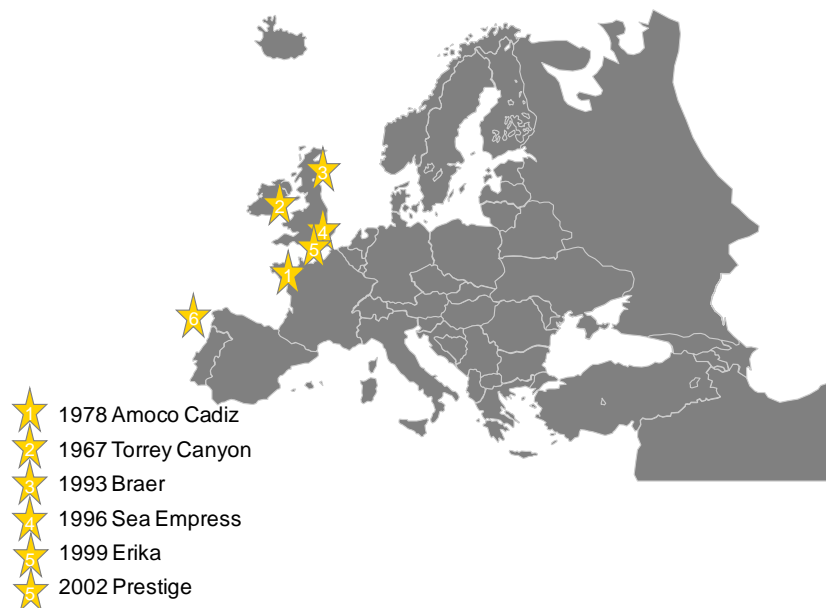 3
2
4
5
1
6
1 1978 Amoco Cadiz
2 1967 Torrey Canyon
3 1993 Braer
4 1996 Sea Empress
5 1999 Erika
5 2002 Prestige